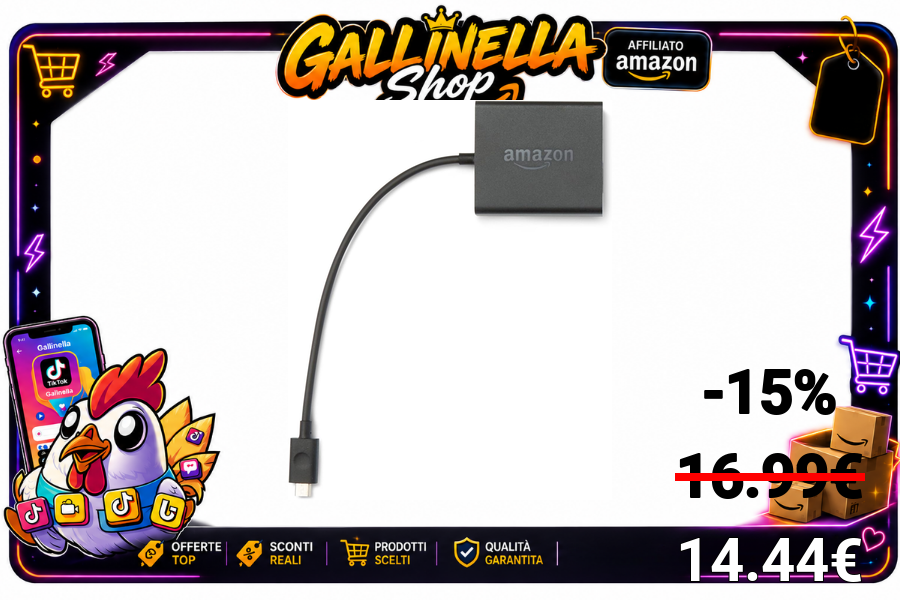 GALLINELLA
Shop
AFFILIATO
amazon
amazon
Gallinella
TikTok
Gallinella
-15%
16.99€
14.44€
OFFERTE
TOP
SCONTI
REALI
PRODOTTI
SCELTI
QUALITÀ
GARANTITA